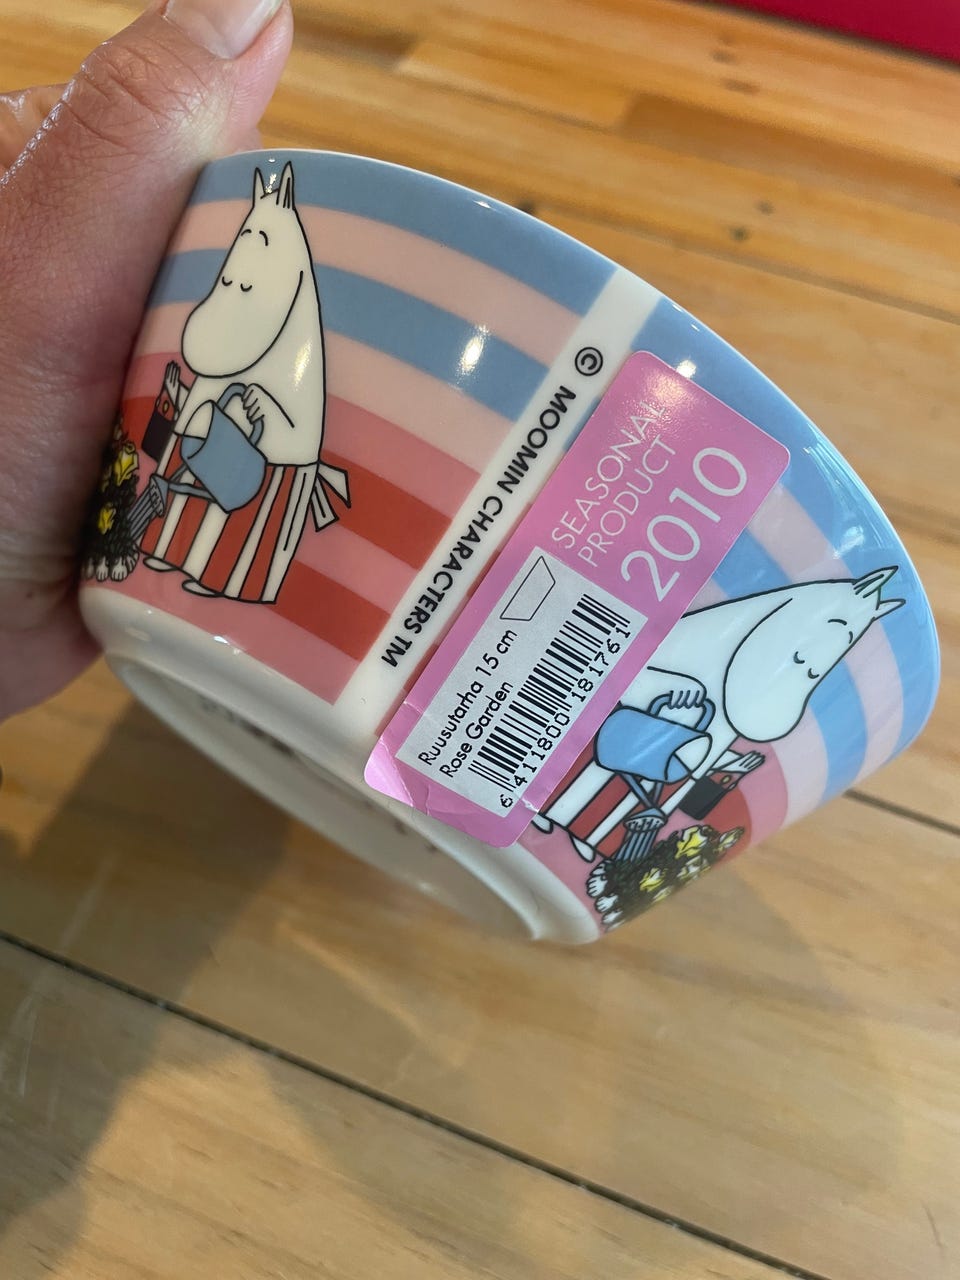 © MOOMIN CHARACTERS TM
SEASONAL
PRODUCT
2010
Ruusutarha 15 cm
Rose Garden
6 411800 181761